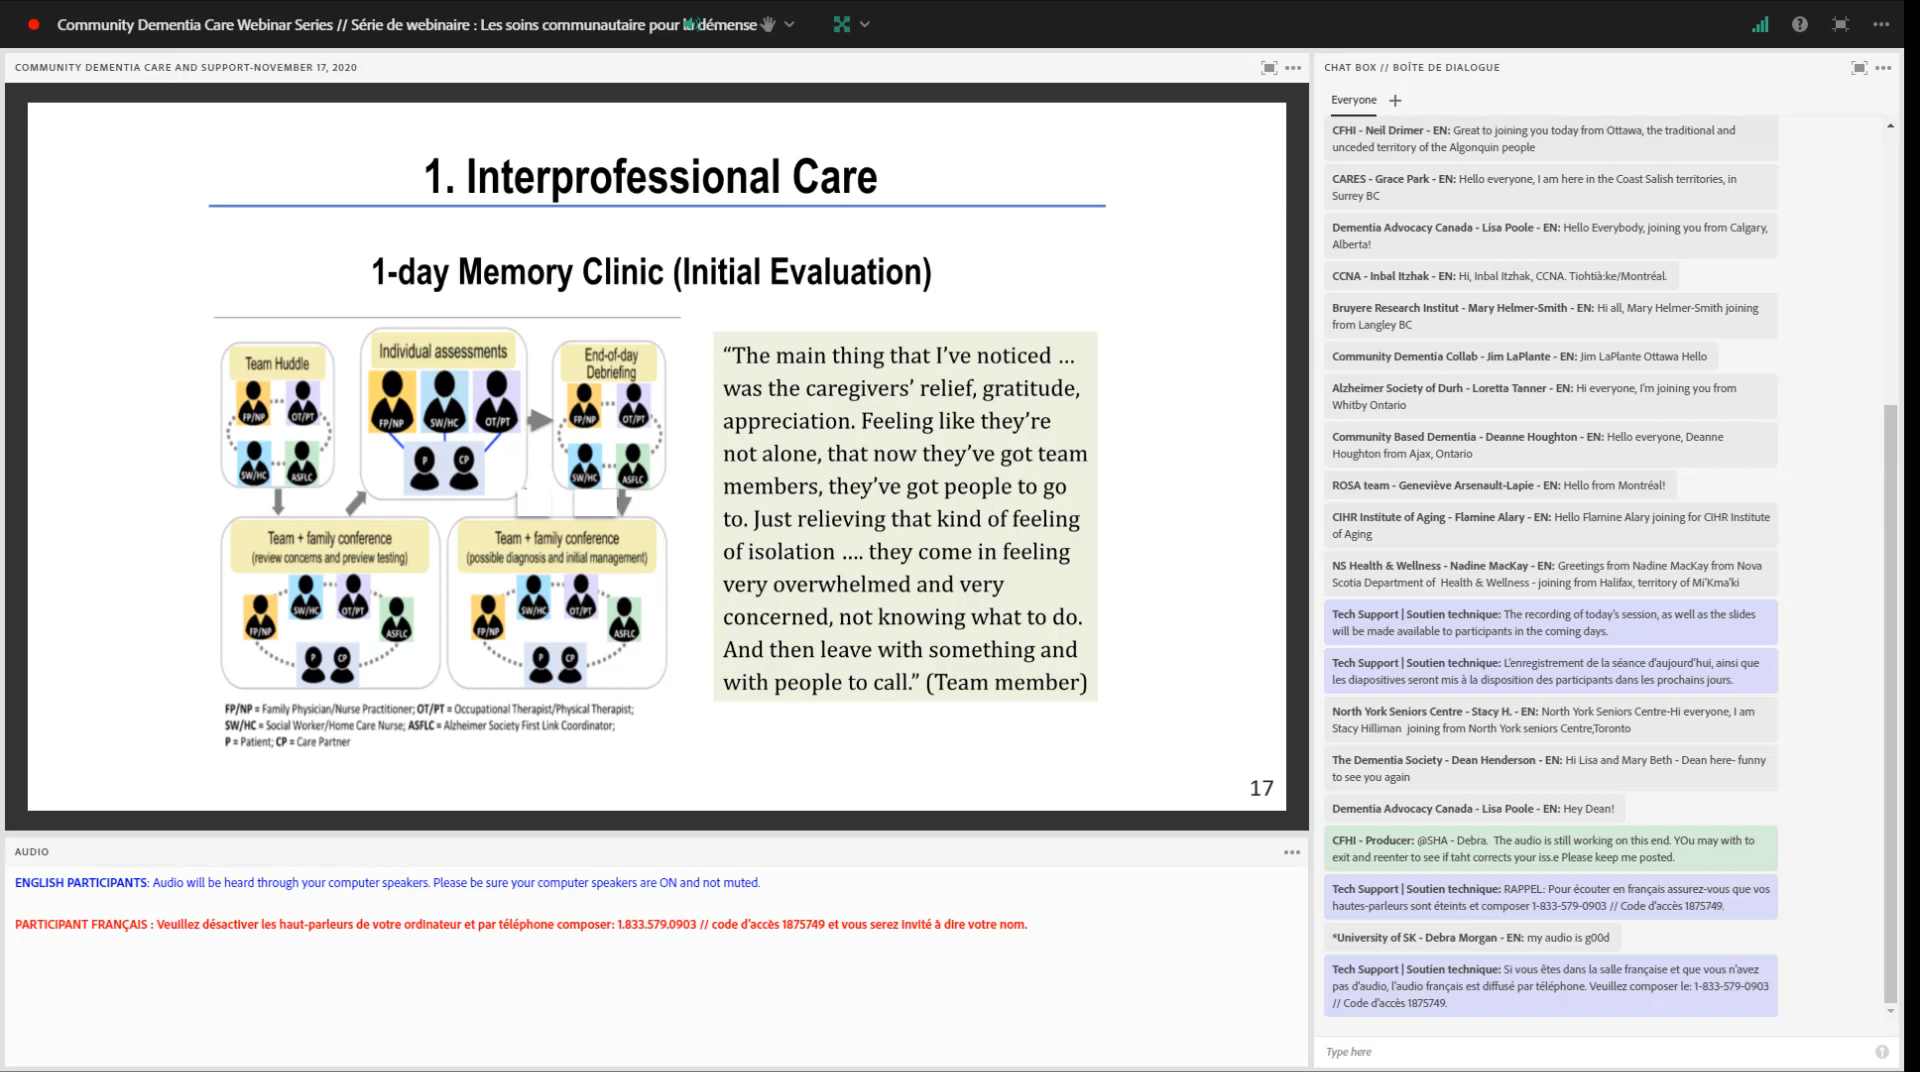 Community Dementia Care Webinar Series // Série de webinaire : Les soins communautaire pour la démense
COMMUNITY DEMENTIA CARE AND SUPPORT-NOVEMBER 17, 2020
1. Interprofessional Care
1-day Memory Clinic (Initial Evaluation)
Team Huddle
FP/NP
OT/PT
SW/HC
ASFLC
Individual assessments
FP/NP
SW/HC
OT/PT
P
CP
End-of-day
Debriefing
FP/NP
OT/PT
SW/HC
ASFLC
Team + family conference
(review concerns and preview testing)
SW/HC
OT/PT
FP/NP
ASFLC
P
CP
Team + family conference
(possible diagnosis and initial management)
SW/HC
OT/PT
FP/NP
ASFLC
P
CP
FP/NP = Family Physician/Nurse Practitioner; OT/PT = Occupational Therapist/Physical Therapist;
SW/HC = Social Worker/Home Care Nurse; ASFLC = Alzheimer Society First Link Coordinator;
P = Patient; CP = Care Partner
“The main thing that I’ve noticed …
was the caregivers’ relief, gratitude,
appreciation. Feeling like they’re
not alone, that now they’ve got team
members, they’ve got people to go
to. Just relieving that kind of feeling
of isolation …. they come in feeling
very overwhelmed and very
concerned, not knowing what to do.
And then leave with something and
with people to call.” (Team member)
17
AUDIO
ENGLISH PARTICIPANTS: Audio will be heard through your computer speakers. Please be sure your computer speakers are ON and not muted.
PARTICIPANT FRANÇAIS : Veuillez désactiver les haut-parleurs de votre ordinateur et par téléphone composer: 1.833.579.0903 // code d'accès 1875749 et vous serez invité à dire votre nom.
CHAT BOX // BOÎTE DE DIALOGUE
Everyone
CFHI - Neil Drimer - EN: Great to joining you today from Ottawa, the traditional and
unceded territory of the Algonquin people
CARES - Grace Park - EN: Hello everyone, I am here in the Coast Salish territories, in
Surrey BC
Dementia Advocacy Canada - Lisa Poole - EN: Hello Everybody, joining you from Calgary,
Alberta!
CCNA - Inbal Itzhak - EN: Hi, Inbal Itzhak, CCNA. Tiohtià:ke/Montréal.
Bruyere Research Institut - Mary Helmer-Smith - EN: Hi all, Mary Helmer-Smith joining
from Langley BC
Community Dementia Collab - Jim LaPlante - EN: Jim LaPlante Ottawa Hello
Alzheimer Society of Durh - Loretta Tanner - EN: Hi everyone, I'm joining you from
Whitby Ontario
Community Based Dementia - Deanne Houghton - EN: Hello everyone, Deanne
Houghton from Ajax, Ontario
ROSA team - Geneviève Arsenault-Lapie - EN: Hello from Montréal!
CIHR Institute of Aging - Flamine Alary - EN: Hello Flamine Alary joining for CIHR Institute
of Aging
NS Health & Wellness - Nadine MacKay - EN: Greetings from Nadine MacKay from Nova
Scotia Department of Health & Wellness - joining from Halifax, territory of Mi'Kma'ki
Tech Support | Soutien technique: The recording of today's session, as well as the slides
will be made available to participants in the coming days.
Tech Support | Soutien technique: L'enregistrement de la séance d'aujourd'hui, ainsi que
les diapositives seront mis à la disposition des participants dans les prochains jours.
North York Seniors Centre - Stacy H. - EN: North York Seniors Centre-Hi everyone, I am
Stacy Hilliman joining from North York seniors Centre,Toronto
The Dementia Society - Dean Henderson - EN: Hi Lisa and Mary Beth - Dean here- funny
to see you again
Dementia Advocacy Canada - Lisa Poole - EN: Hey Dean!
CFHI - Producer: @SHA - Debra. The audio is still working on this end. YOu may with to
exit and reenter to see if taht corrects your iss.e Please keep me posted.
Tech Support | Soutien technique: RAPPEL: Pour écouter en français assurez-vous que vos
hautes-parleurs sont éteints et composer 1-833-579-0903 // Code d'accès 1875749.
*University of SK - Debra Morgan - EN: my audio is g00d
Tech Support | Soutien technique: Si vous êtes dans la salle française et que vous n'avez
pas d'audio, l'audio français est diffusé par téléphone. Veuillez composer le: 1-833-579-0903
// Code d'accès 1875749.
Type here